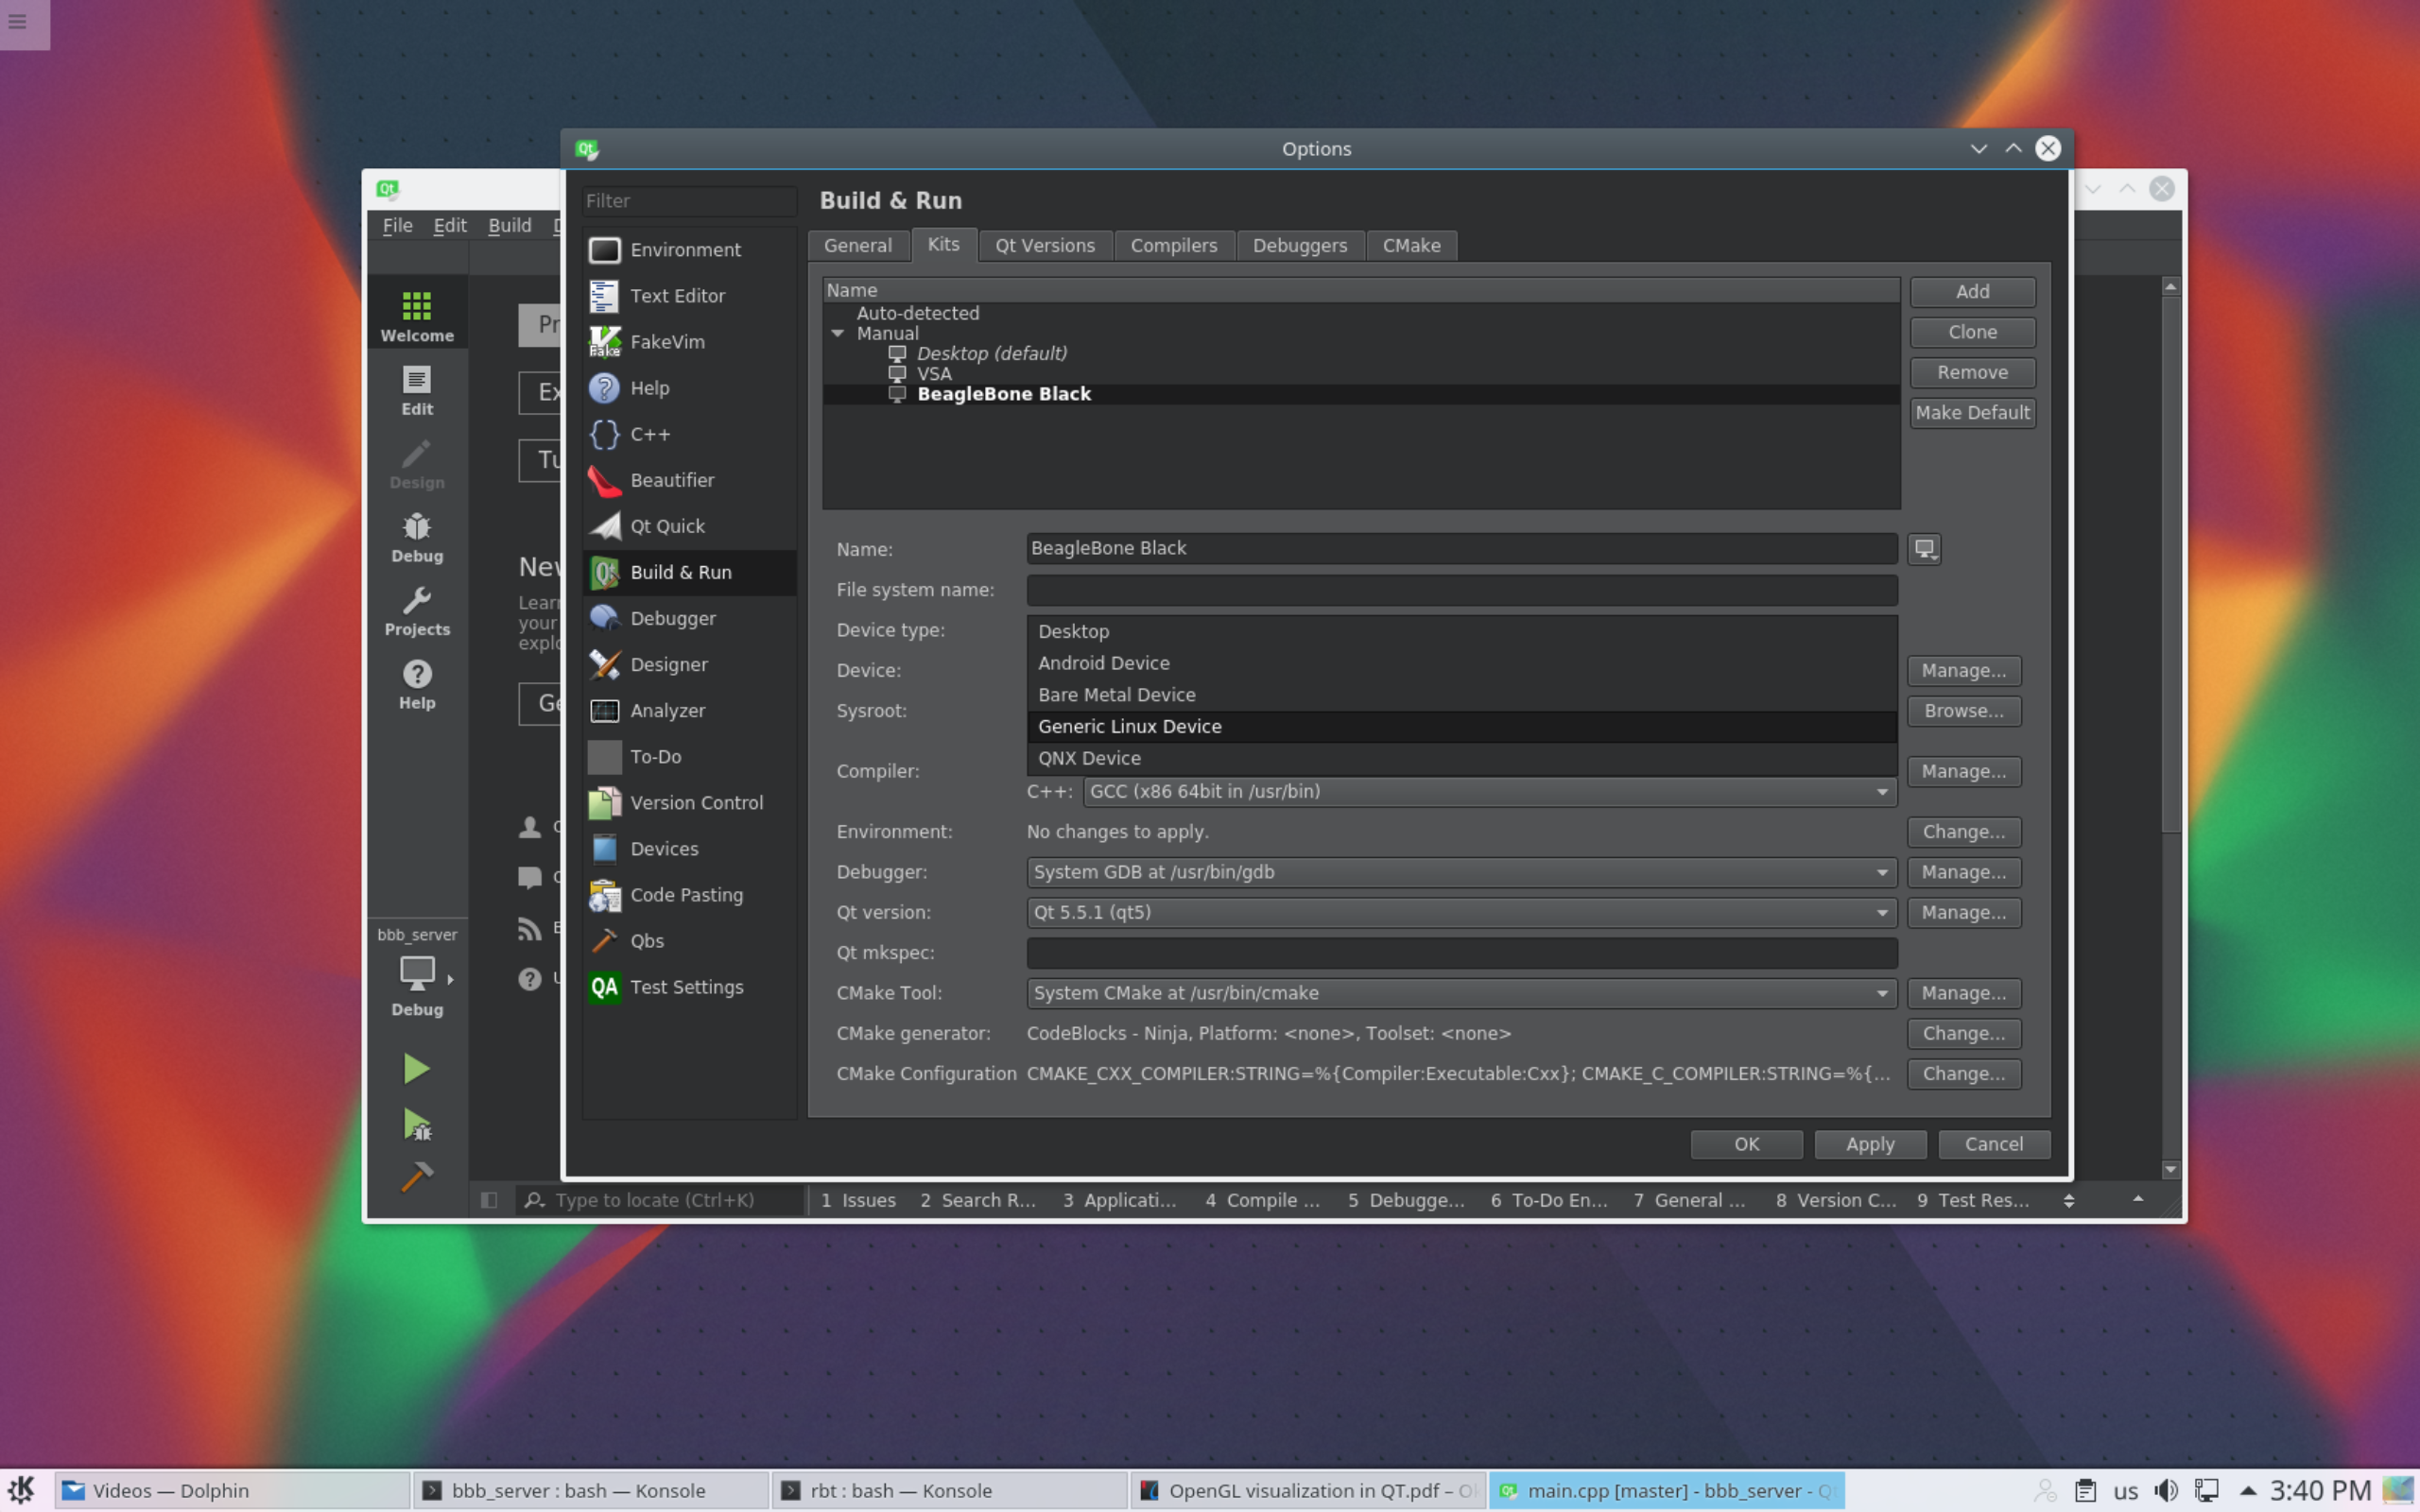 Options
File Edit Build
Filter
Environment
Text Editor
FakeVim
Help
C++
Beautifier
Qt Quick
Build & Run
Debugger
Designer
Analyzer
To-Do
Version Control
Devices
Code Pasting
Qbs
Test Settings
Build & Run
General Kits Qt Versions Compilers Debuggers CMake
Name
Auto-detected
Manual
Desktop (default)
VSA
BeagleBone Black
Add
Clone
Remove
Make Default
Name: BeagleBone Black
File system name:
Device type:
Desktop
Android Device
Bare Metal Device
Generic Linux Device
QNX Device
Device: Manage...
Sysroot: Browse...
Compiler: Manage...
C++: GCC (x86 64bit in /usr/bin)
Environment: No changes to apply. Change...
Debugger: System GDB at /usr/bin/gdb Manage...
Qt version: Qt 5.5.1 (qt5) Manage...
Qt mkspec:
CMake Tool: System CMake at /usr/bin/cmake Manage...
CMake generator: CodeBlocks - Ninja, Platform: <none>, Toolset: <none> Change...
CMake Configuration CMAKE_CXX_COMPILER:STRING=%{Compiler:Executable:Cxx}; CMAKE_C_COMPILER:STRING=%{... Change...
OK Apply Cancel
Welcome
Edit
Design
Debug
Projects
Help
bbb_server
Debug
Pr
Ex
Tu
New
Learn
your
explo
Ge
Type to locate (Ctrl+K) 1 Issues 2 Search R... 3 Applicati... 4 Compile ... 5 Debugge... 6 To-Do En... 7 General ... 8 Version C... 9 Test Res...
Videos — Dolphin bbb_server : bash — Konsole rbt : bash — Konsole OpenGL visualization in QT.pdf – Ok main.cpp [master] - bbb_server - Qt us 3:40 PM